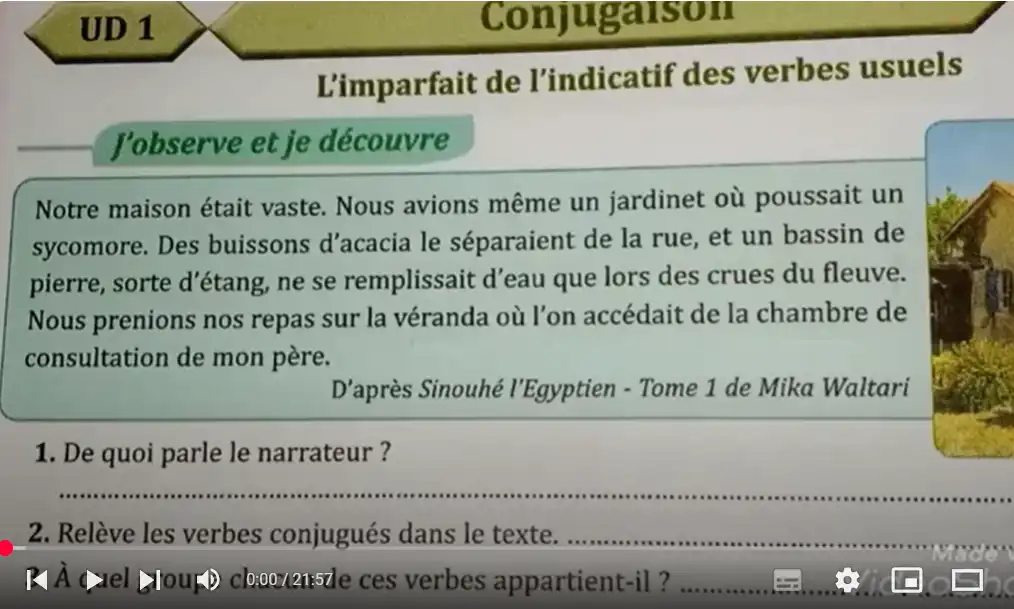 UD 1
Conjugaison
L'imparfait de l'indicatif des verbes usuels
J'observe et je découvre
Notre maison était vaste. Nous avions même un jardinet où poussait un
sycomore. Des buissons d'acacia le séparaient de la rue, et un bassin de
pierre, sorte d'étang, ne se remplissait d'eau que lors des crues du fleuve.
Nous prenions nos repas sur la véranda où l'on accédait de la chambre de
consultation de mon père.
D'après Sinouhé l'Egyptien - Tome 1 de Mika Waltari
1. De quoi parle le narrateur ?
2. Relève les verbes conjugués dans le texte.
À quel groupe chacun de ces verbes appartient-il ?
0:00 / 21:57
Made